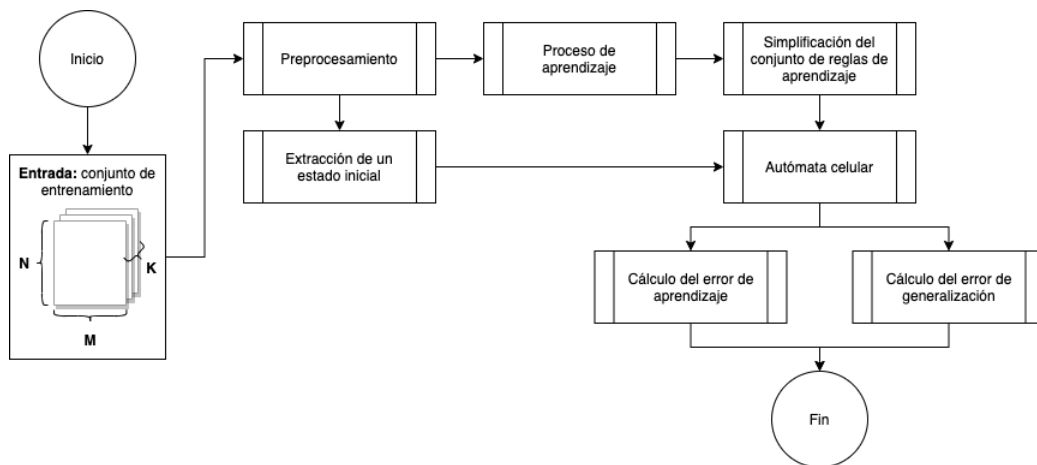 Inicio
Preprocesamiento
Proceso de
aprendizaje
Simplificación del
conjunto de reglas de
aprendizaje
Entrada: conjunto de
entrenamiento
N
K
M
Extracción de un
estado inicial
Autómata celular
Cálculo del error de
aprendizaje
Cálculo del error de
generalización
Fin